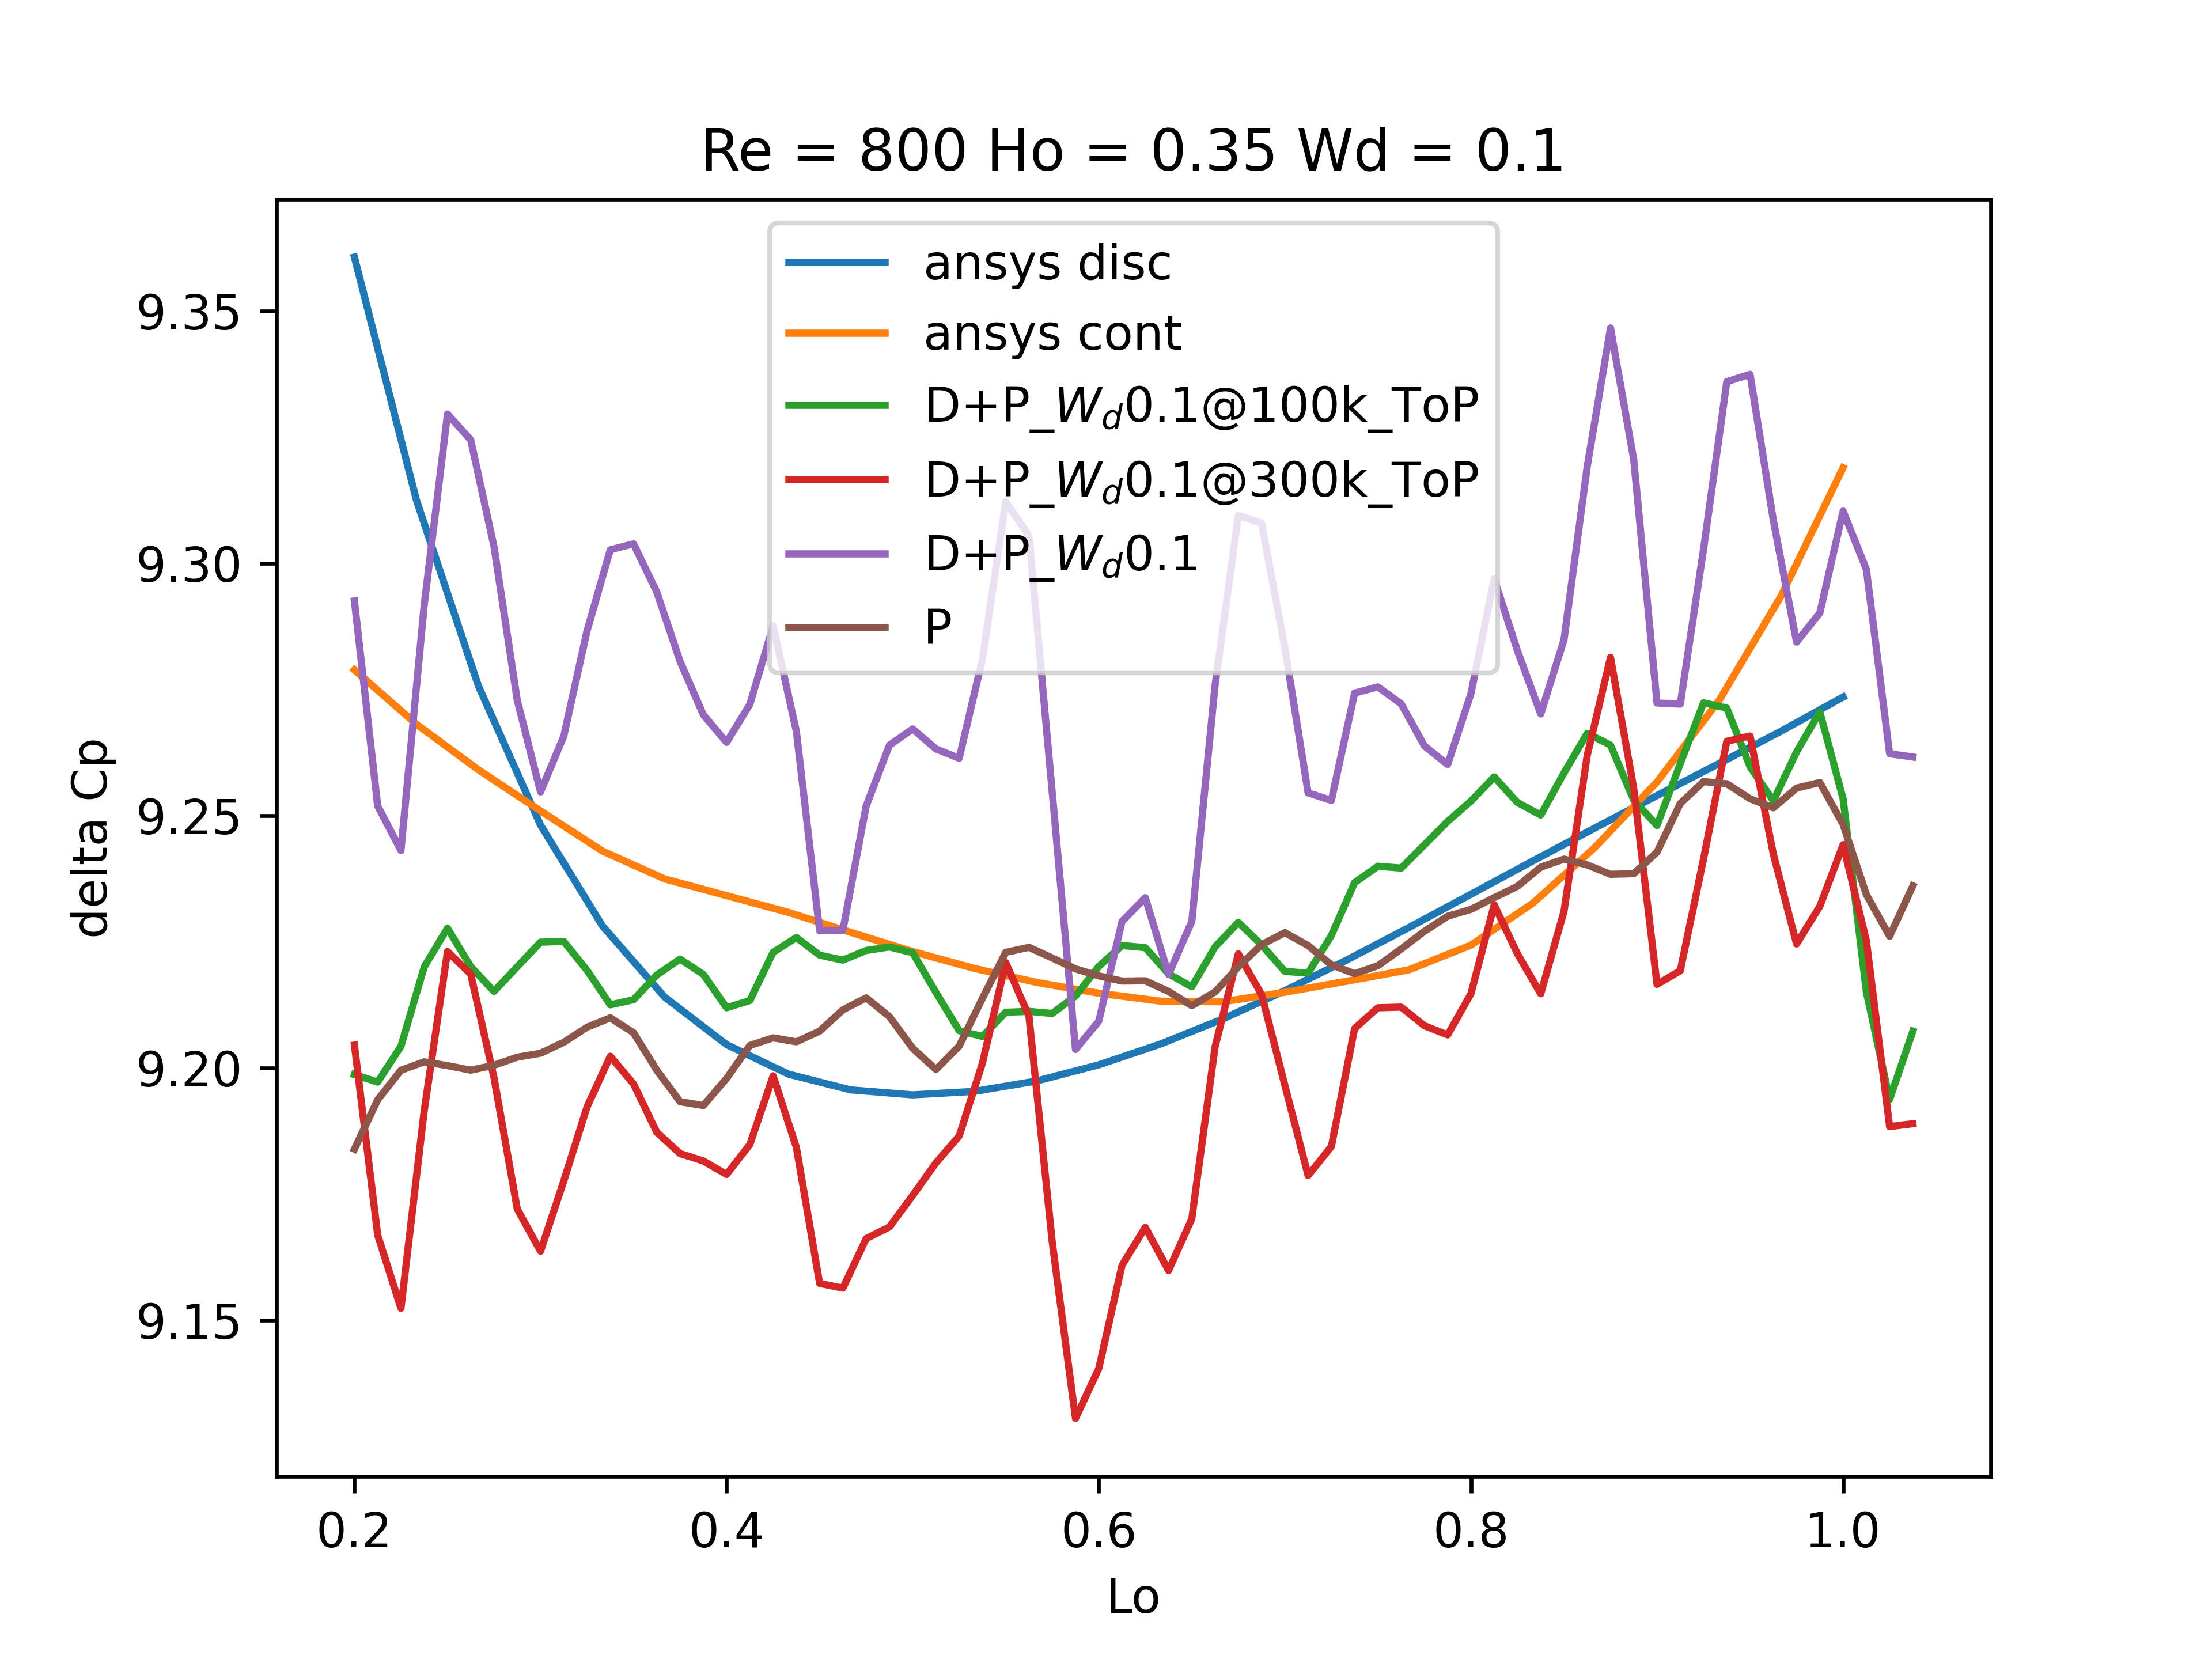 Re = 800 Ho = 0.35 Wd = 0.1
ansys disc
ansys cont
D+P_W_d0.1@100k_ToP
D+P_W_d0.1@300k_ToP
D+P_W_d0.1
P
9.35
9.30
9.25
9.20
9.15
delta Cp
0.2 0.4 0.6 0.8 1.0
Lo